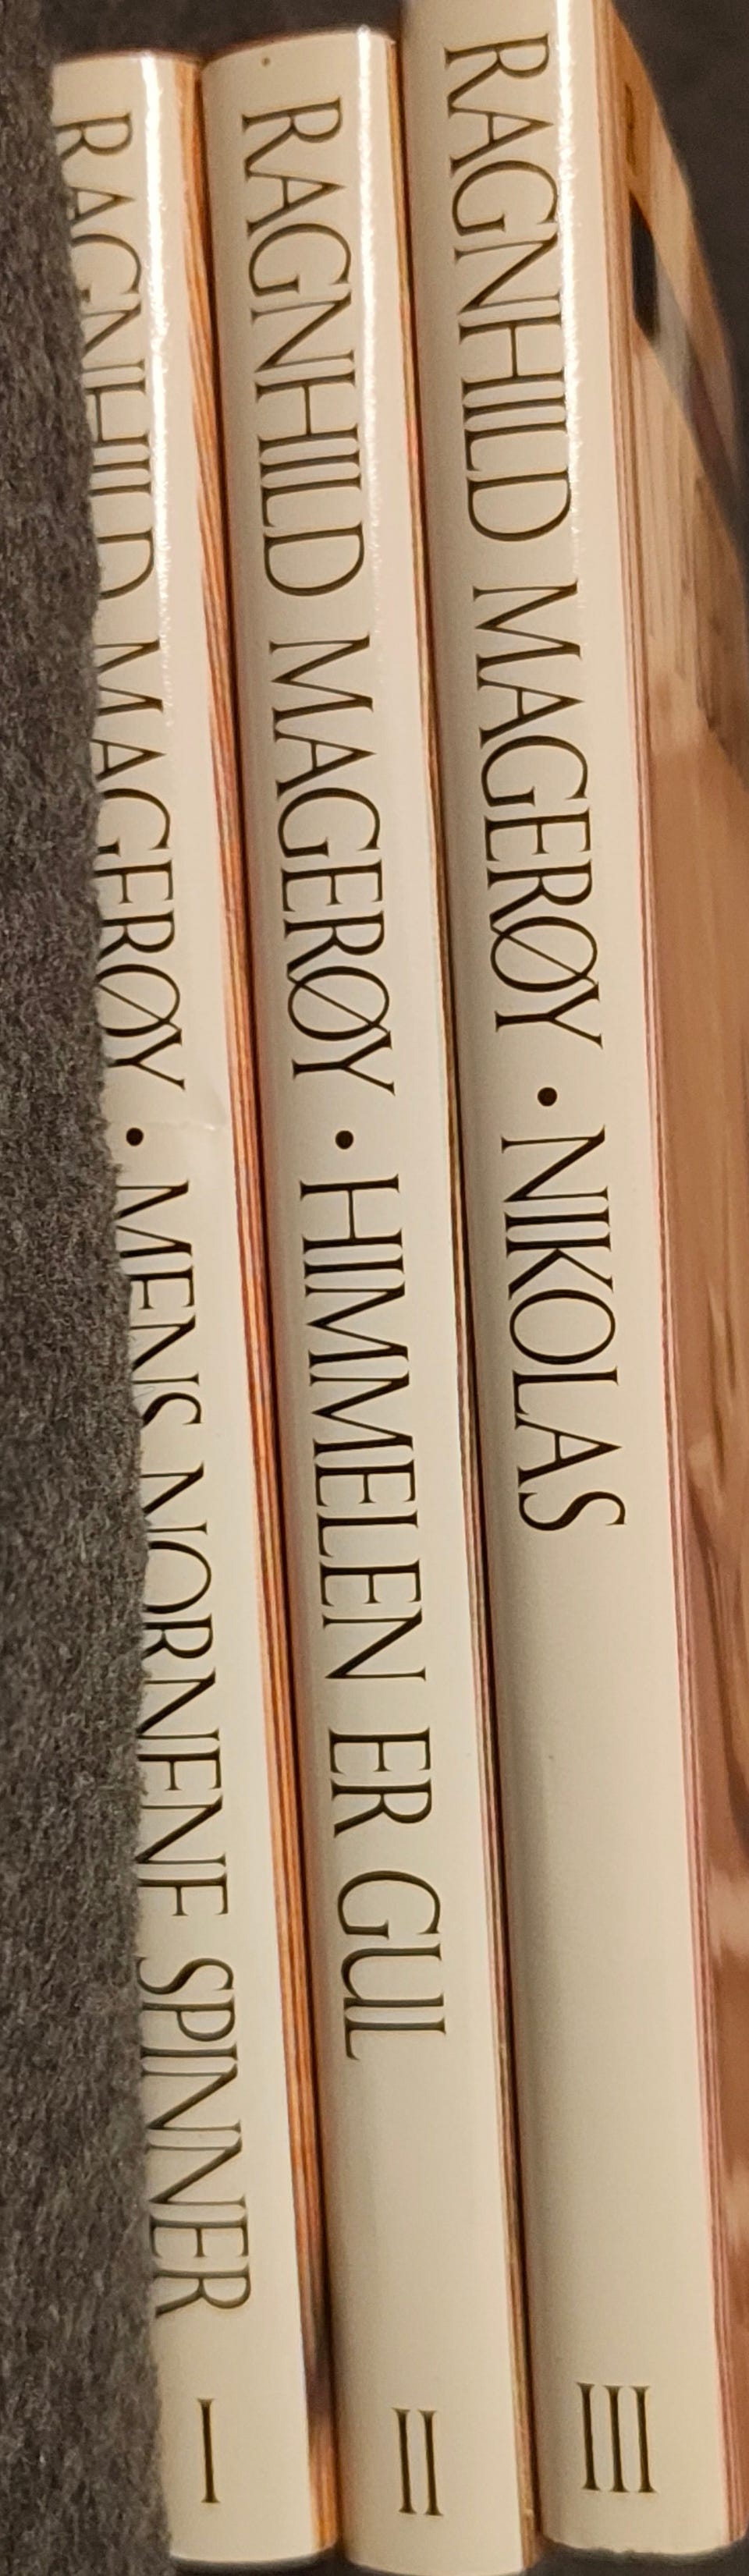 RAGNHILD MAGERØY • MENS NORNENE SPINNER I
RAGNHILD MAGERØY • HIMMELEN ER GUL II
RAGNHILD MAGERØY • NIKOLAS III